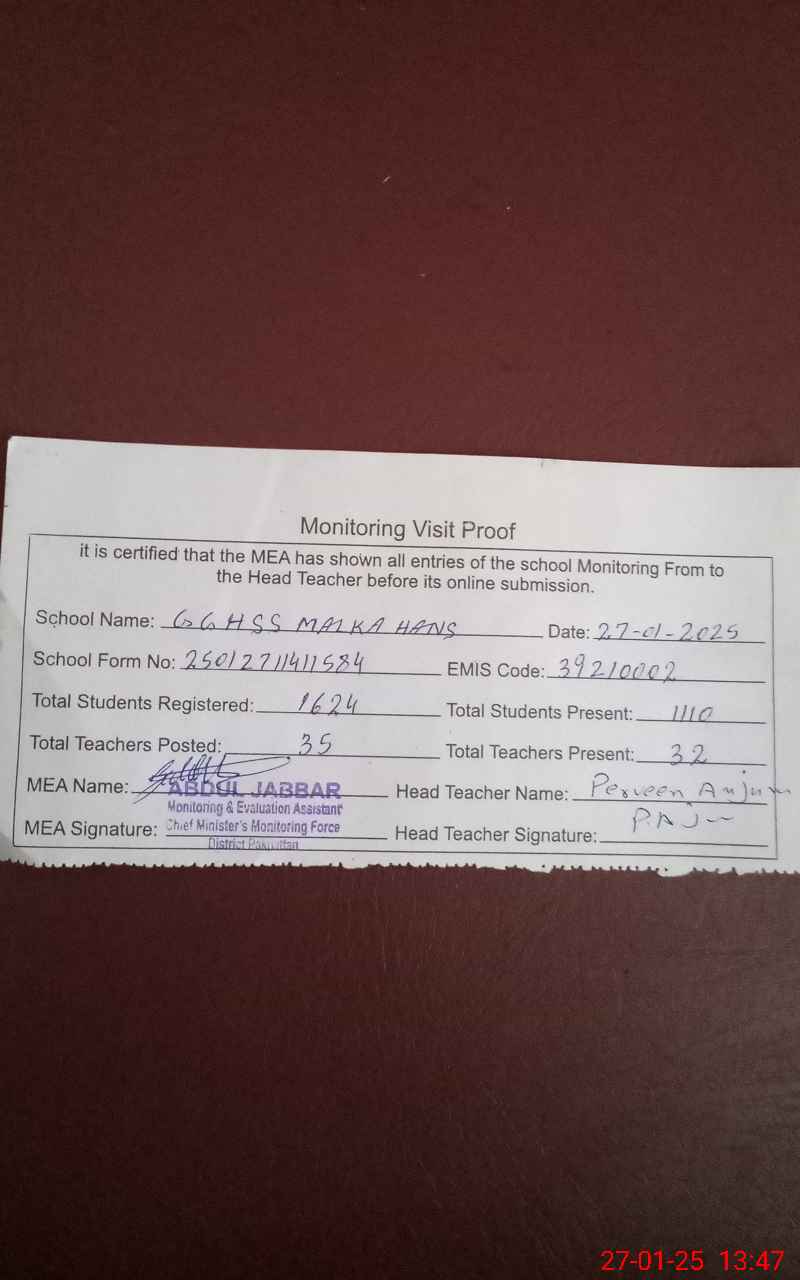 Monitoring Visit Proof
it is certified that the MEA has shown all entries of the school Monitoring From to
the Head Teacher before its online submission.
School Name: GGHSS MALKA HANS Date: 27-01-2025
School Form No: 25012711411584 EMIS Code: 39210002
Total Students Registered: 1624 Total Students Present: 1110
Total Teachers Posted: 35 Total Teachers Present: 32
MEA Name: ABDUL JABBAR Head Teacher Name: Perveen Anjum
Monitoring & Evaluation Assistant
MEA Signature: Chief Minister's Monitoring Force Head Teacher Signature:
District Pakpattan
27-01-25 13:47